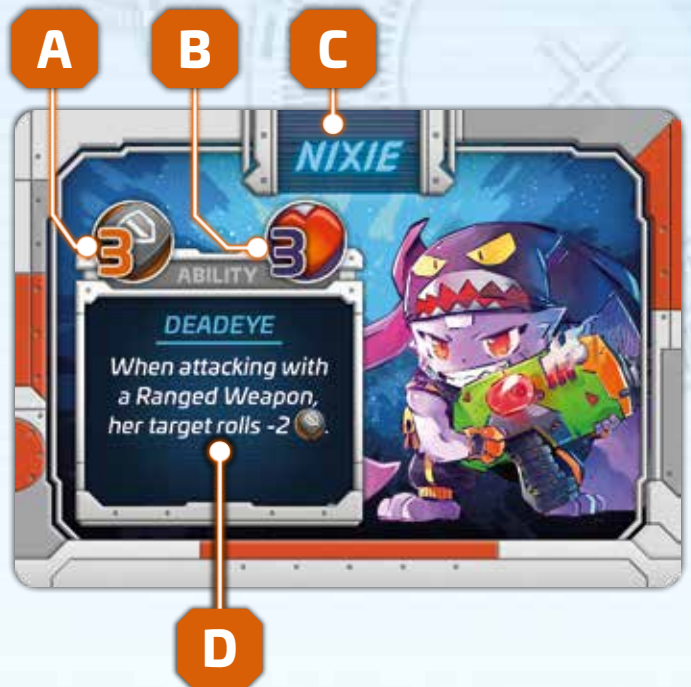 A B C
NIXIE
3 3
ABILITY
DEADEYE
When attacking with
a Ranged Weapon,
her target rolls -2 .
D